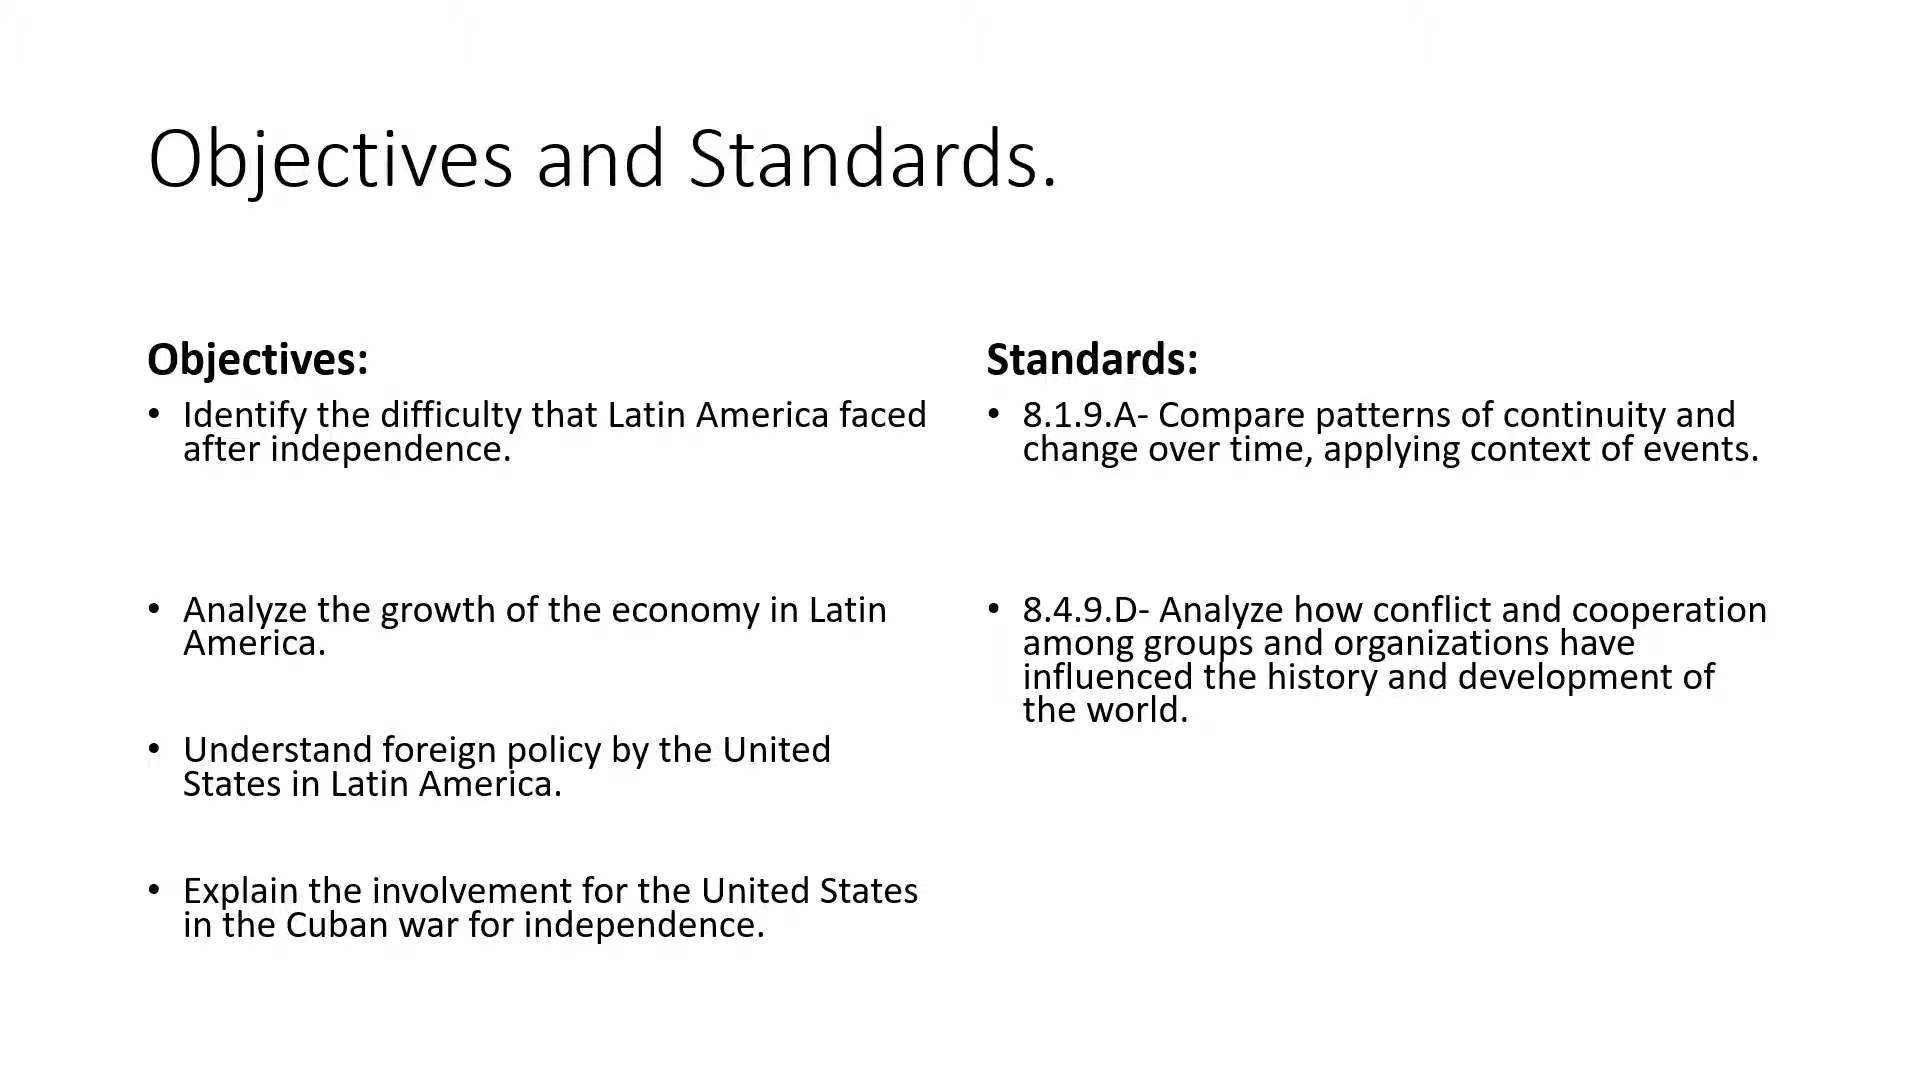 Objectives and Standards.
Objectives:
• Identify the difficulty that Latin America faced
after independence.
• Analyze the growth of the economy in Latin
America.
• Understand foreign policy by the United
States in Latin America.
• Explain the involvement for the United States
in the Cuban war for independence.
Standards:
• 8.1.9.A- Compare patterns of continuity and
change over time, applying context of events.
• 8.4.9.D- Analyze how conflict and cooperation
among groups and organizations have
influenced the history and development of
the world.